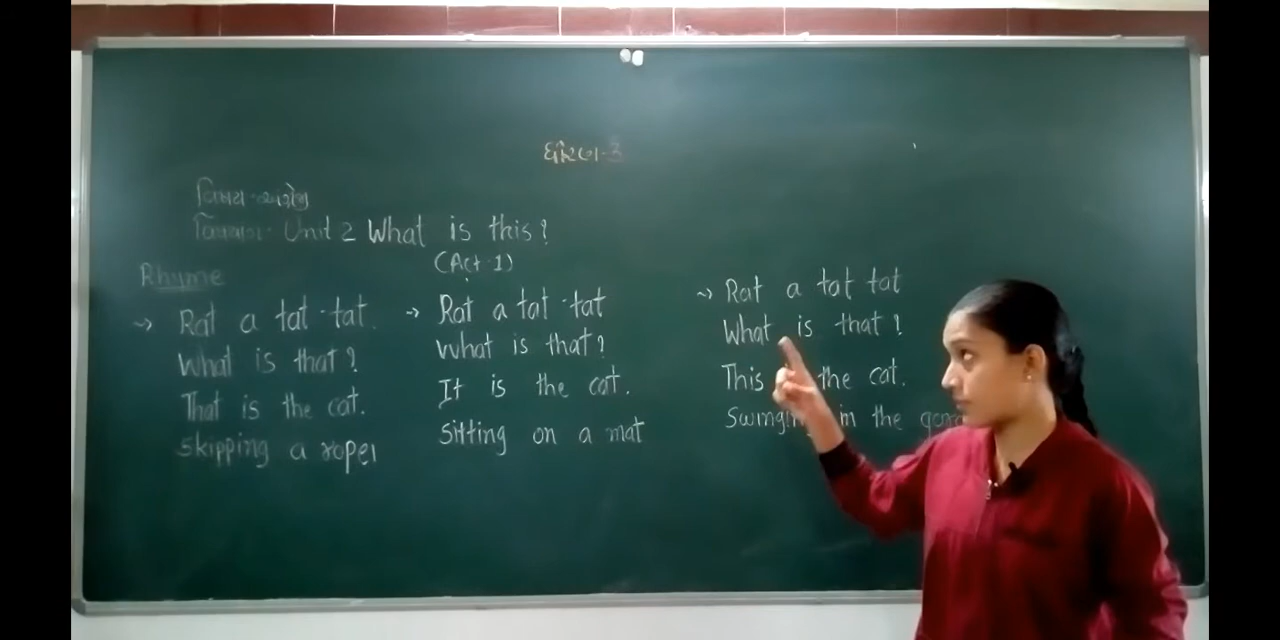 ધોરણ-૩
વિષય-અંગ્રેજી
વિભાગ- Unit 2 What is this?
(Act-1)
Rhyme
→ Rat a tat tat.
What is that?
That is the cat.
Skipping a rope
→ Rat a tat tat
What is that?
It is the cat.
Sitting on a mat
→ Rat a tat tat
What is that?
This the cat.
Swinging in the